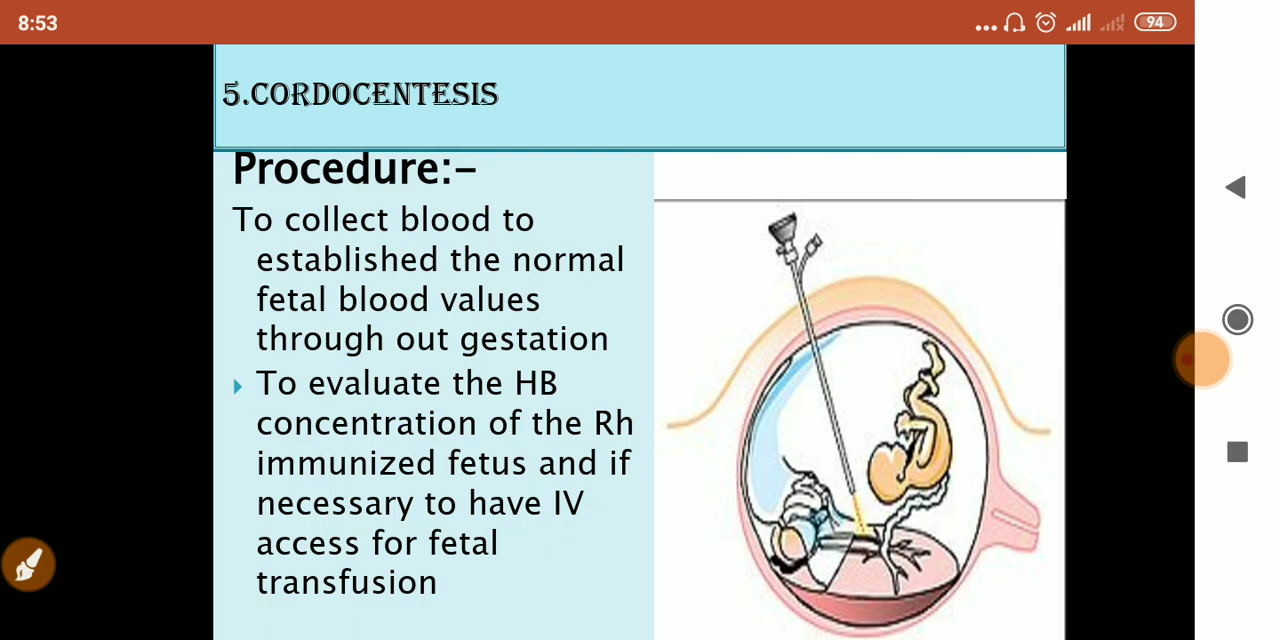 8:53
94
5.CORDOCENTESIS
Procedure:-
To collect blood to
established the normal
fetal blood values
through out gestation
To evaluate the HB
concentration of the Rh
immunized fetus and if
necessary to have IV
access for fetal
transfusion